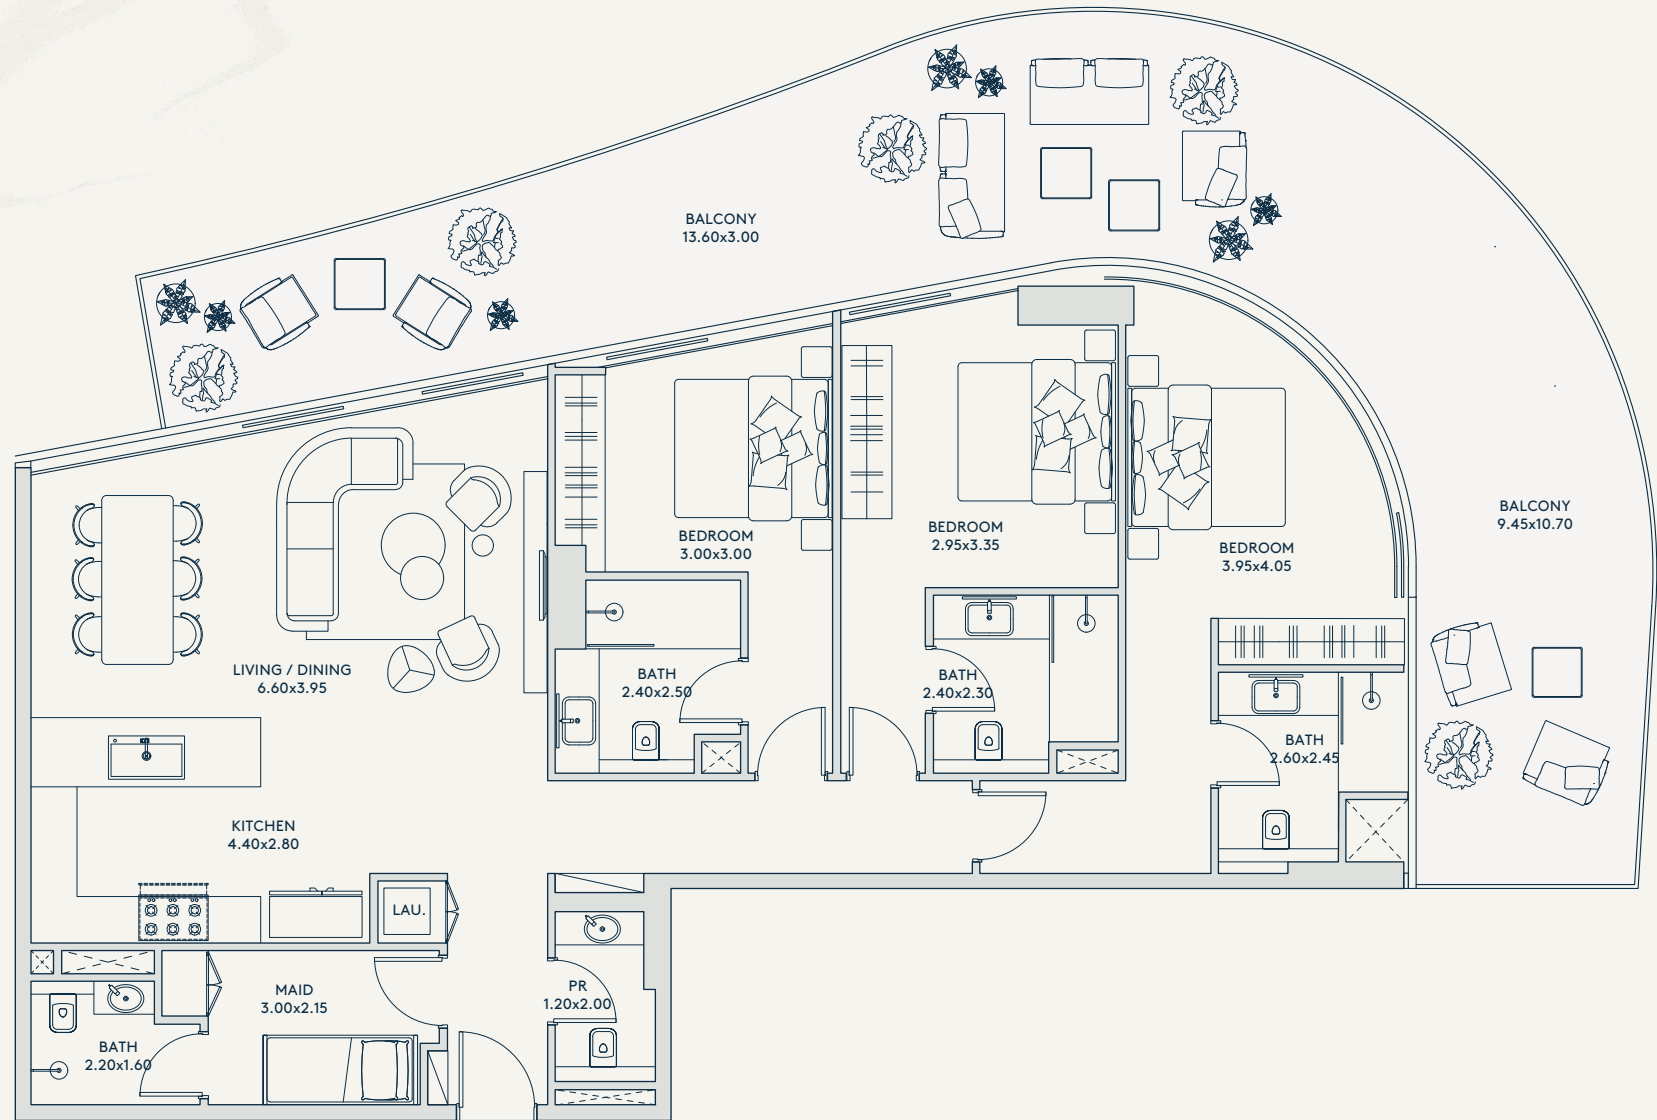 BALCONY
13.60x3.00
BALCONY
9.45x10.70
BEDROOM
3.00x3.00
BEDROOM
2.95x3.35
BEDROOM
3.95x4.05
LIVING / DINING
6.60x3.95
BATH
2.40x2.50
BATH
2.40x2.30
BATH
2.60x2.45
KITCHEN
4.40x2.80
LAU.
MAID
3.00x2.15
PR
1.20x2.00
BATH
2.20x1.60